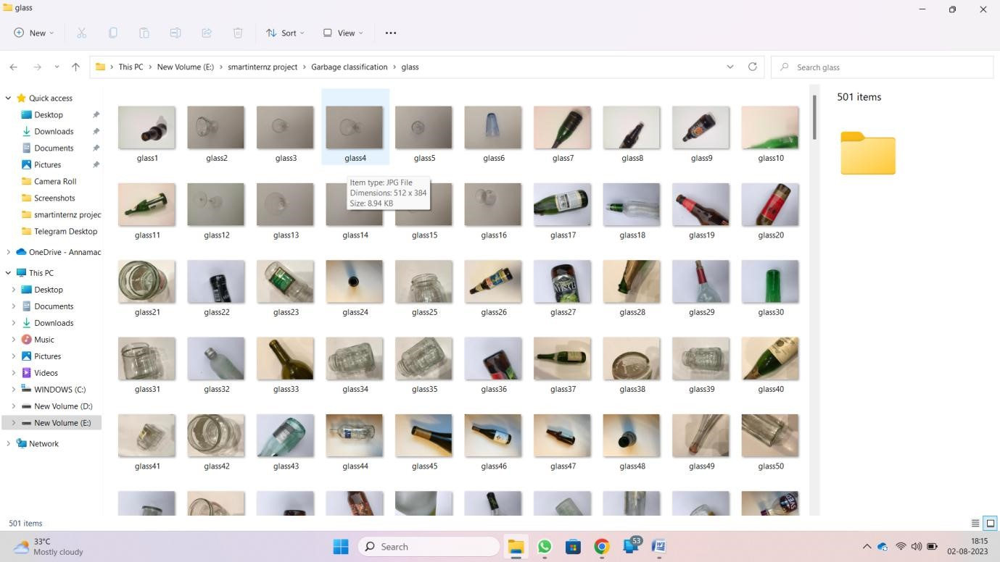 glass
New
Sort
View
This PC > New Volume (E:) > smartinternz project > Garbage classification > glass
Search glass
Quick access
Desktop
Downloads
Documents
Pictures
Camera Roll
Screenshots
smartinternz projec
Telegram Desktop
OneDrive - Annamac
This PC
Desktop
Documents
Downloads
Music
Pictures
Videos
WINDOWS (C:)
New Volume (D:)
New Volume (E:)
Network
glass1 glass2 glass3 glass4 glass5 glass6 glass7 glass8 glass9 glass10
Item type: JPG File
Dimensions: 512 x 384
Size: 8.94 KB
glass11 glass12 glass13 glass14 glass15 glass16 glass17 glass18 glass19 glass20
glass21 glass22 glass23 glass24 glass25 glass26 glass27 glass28 glass29 glass30
glass31 glass32 glass33 glass34 glass35 glass36 glass37 glass38 glass39 glass40
glass41 glass42 glass43 glass44 glass45 glass46 glass47 glass48 glass49 glass50
501 items
501 items
33°C
Mostly cloudy
Search
53
18:15
02-08-2023